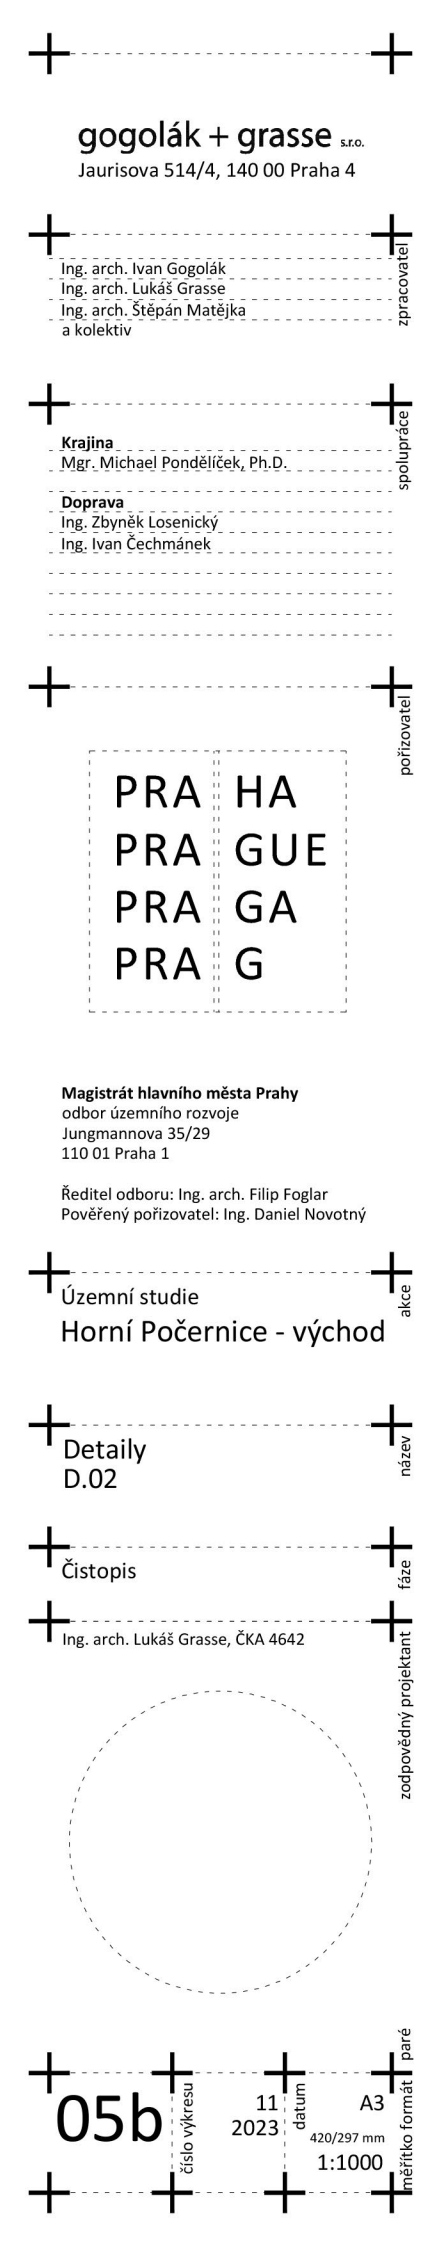 gogolák + grasse s.r.o.
Jaurisova 514/4, 140 00 Praha 4
zpracovatel
Ing. arch. Ivan Gogolák
Ing. arch. Lukáš Grasse
Ing. arch. Štěpán Matějka
a kolektiv
spolupráce
Krajina
Mgr. Michael Pondělíček, Ph.D.
Doprava
Ing. Zbyněk Losenický
Ing. Ivan Čechmánek
pořizovatel
PRA HA
PRA GUE
PRA GA
PRA G
Magistrát hlavního města Prahy
odbor územního rozvoje
Jungmannova 35/29
110 01 Praha 1
Ředitel odboru: Ing. arch. Filip Foglar
Pověřený pořizovatel: Ing. Daniel Novotný
akce
Územní studie
Horní Počernice - východ
název
Detaily
D.02
fáze
Čistopis
zodpovědný projektant
Ing. arch. Lukáš Grasse, ČKA 4642
paré
05b
číslo výkresu
11
2023
datum
A3
420/297 mm
1:1000
měřítko formát